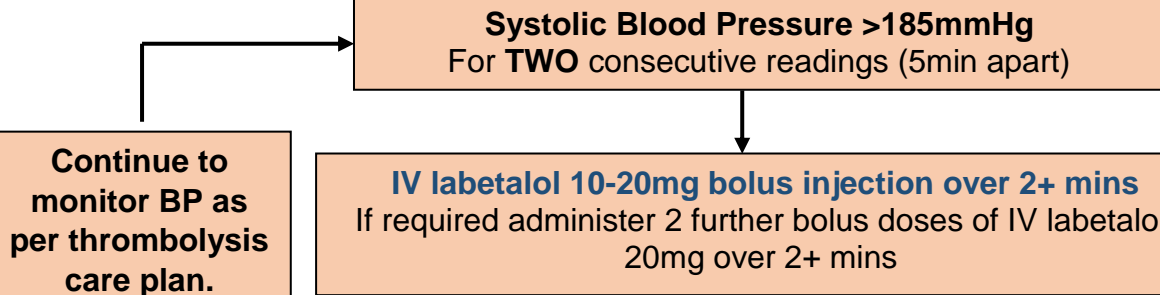 Systolic Blood Pressure >185mmHg
For TWO consecutive readings (5min apart)
Continue to
monitor BP as
per thrombolysis
care plan.
IV labetalol 10-20mg bolus injection over 2+ mins
If required administer 2 further bolus doses of IV labetalo
20mg over 2+ mins